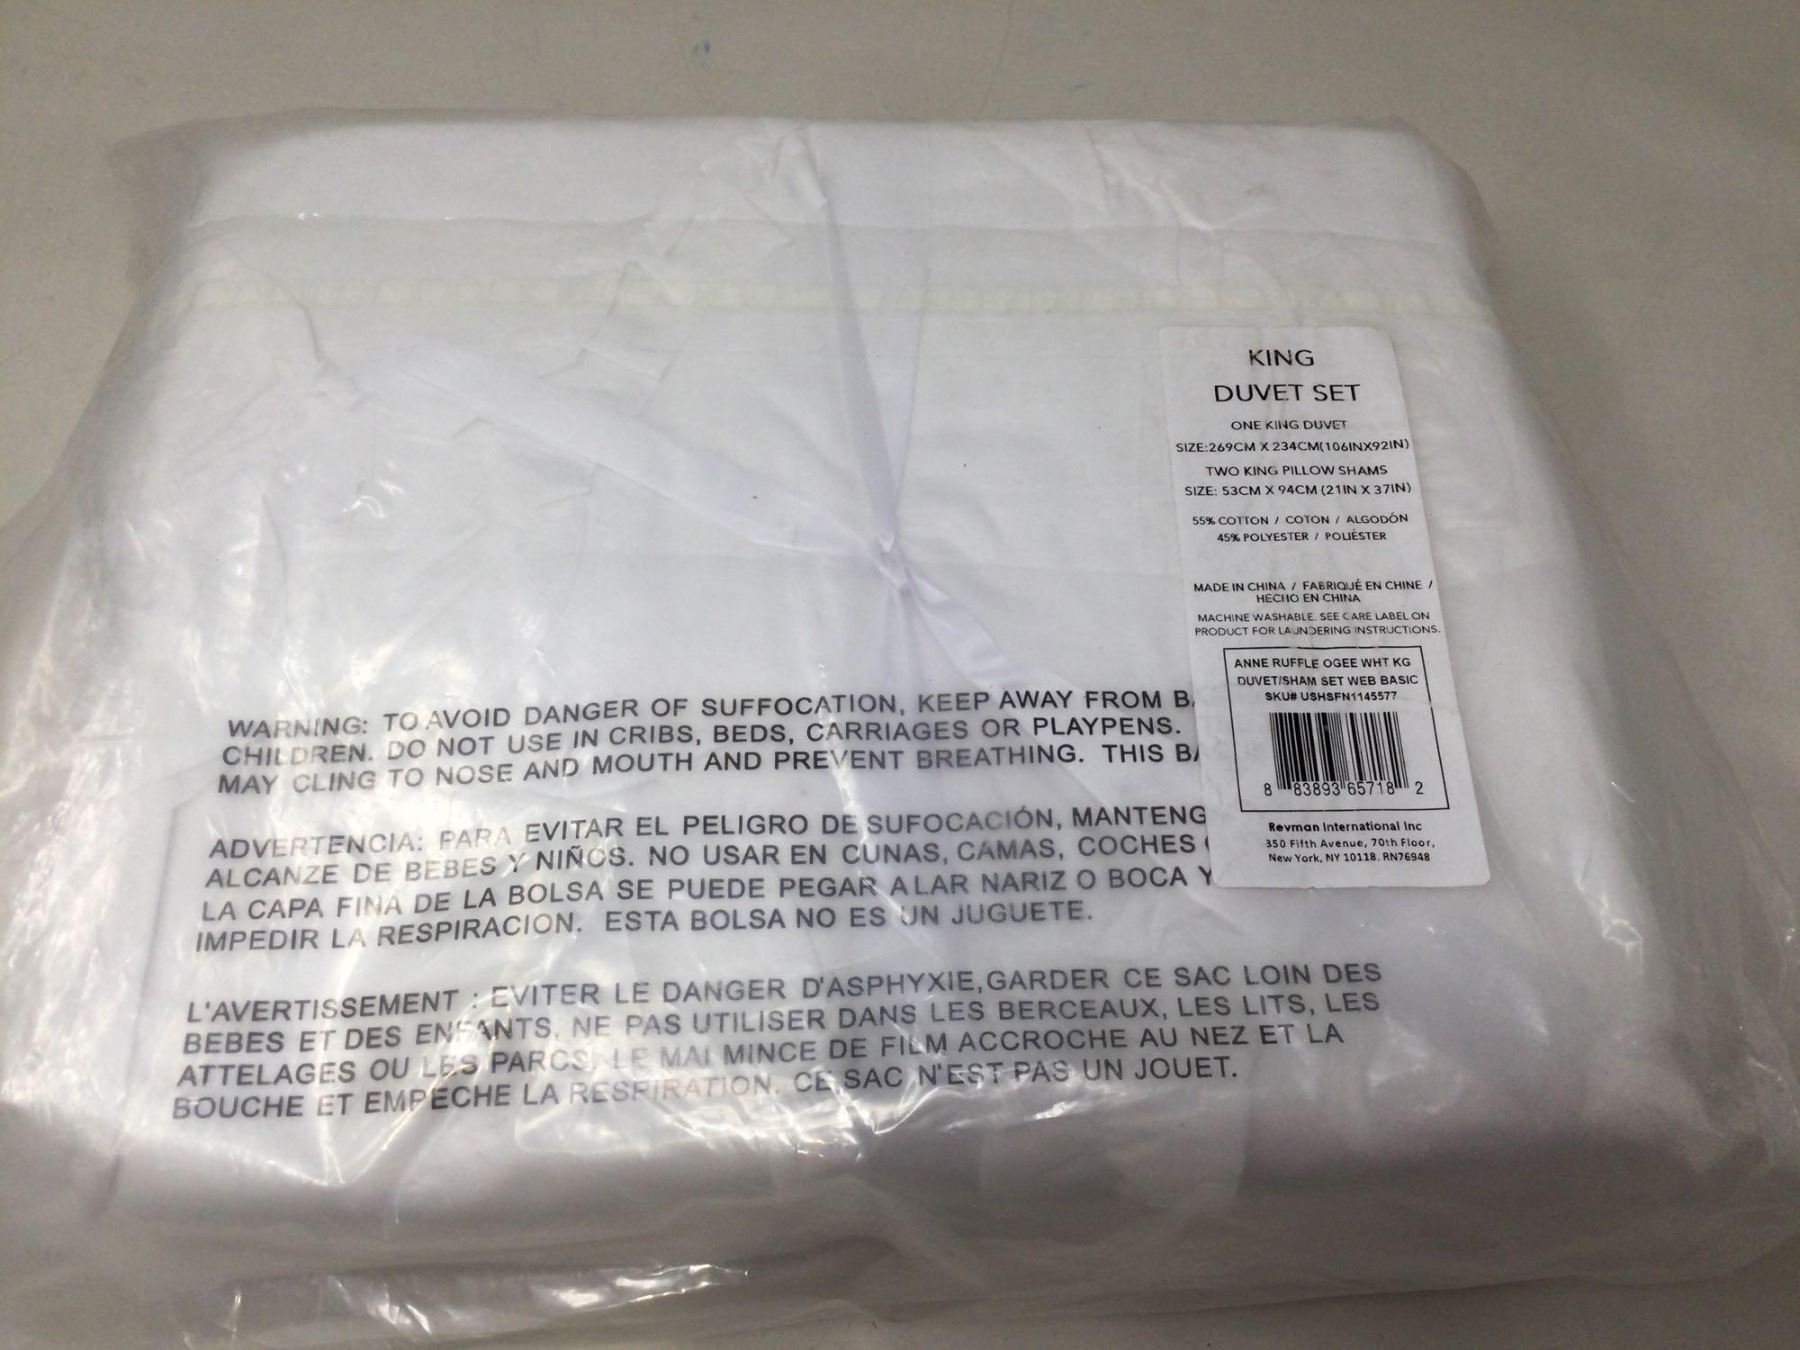 KING
DUVET SET
ONE KING DUVET
SIZE:269CM X 234CM(106INX92IN)
TWO KING PILLOW SHAMS
SIZE: 53CM X 94CM (21IN X 37IN)
55% COTTON / COTON / ALGODÓN
45% POLYESTER / POLIÉSTER
MADE IN CHINA / FABRIQUÉ EN CHINE /
HECHO EN CHINA
MACHINE WASHABLE. SEE CARE LABEL ON
PRODUCT FOR LAUNDERING INSTRUCTIONS.
ANNE RUFFLE OGEE WHT KG
DUVET/SHAM SET WEB BASIC
SKU# USHSFN1145577
8 83893 65718 2
Revman International Inc
350 Fifth Avenue, 70th Floor,
New York, NY 10118. RN76948
WARNING: TO AVOID DANGER OF SUFFOCATION, KEEP AWAY FROM
CHILDREN. DO NOT USE IN CRIBS, BEDS, CARRIAGES OR PLAYPENS.
MAY CLING TO NOSE AND MOUTH AND PREVENT BREATHING. THIS
ADVERTENCIA: PARA EVITAR EL PELIGRO DE SUFOCACIÓN, MANTENG
ALCANZE DE BEBES Y NIÑOS. NO USAR EN CUNAS, CAMAS, COCHES
LA CAPA FINA DE LA BOLSA SE PUEDE PEGAR A LAR NARIZ O BOCA Y
IMPEDIR LA RESPIRACION. ESTA BOLSA NO ES UN JUGUETE.
L'AVERTISSEMENT : EVITER LE DANGER D'ASPHYXIE,GARDER CE SAC LOIN DES
BEBES ET DES ENFANTS. NE PAS UTILISER DANS LES BERCEAUX, LES LITS, LES
ATTELAGES OU LES PARCS. LE MAI MINCE DE FILM ACCROCHE AU NEZ ET LA
BOUCHE ET EMPECHE LA RESPIRATION. CE SAC N'EST PAS UN JOUET.